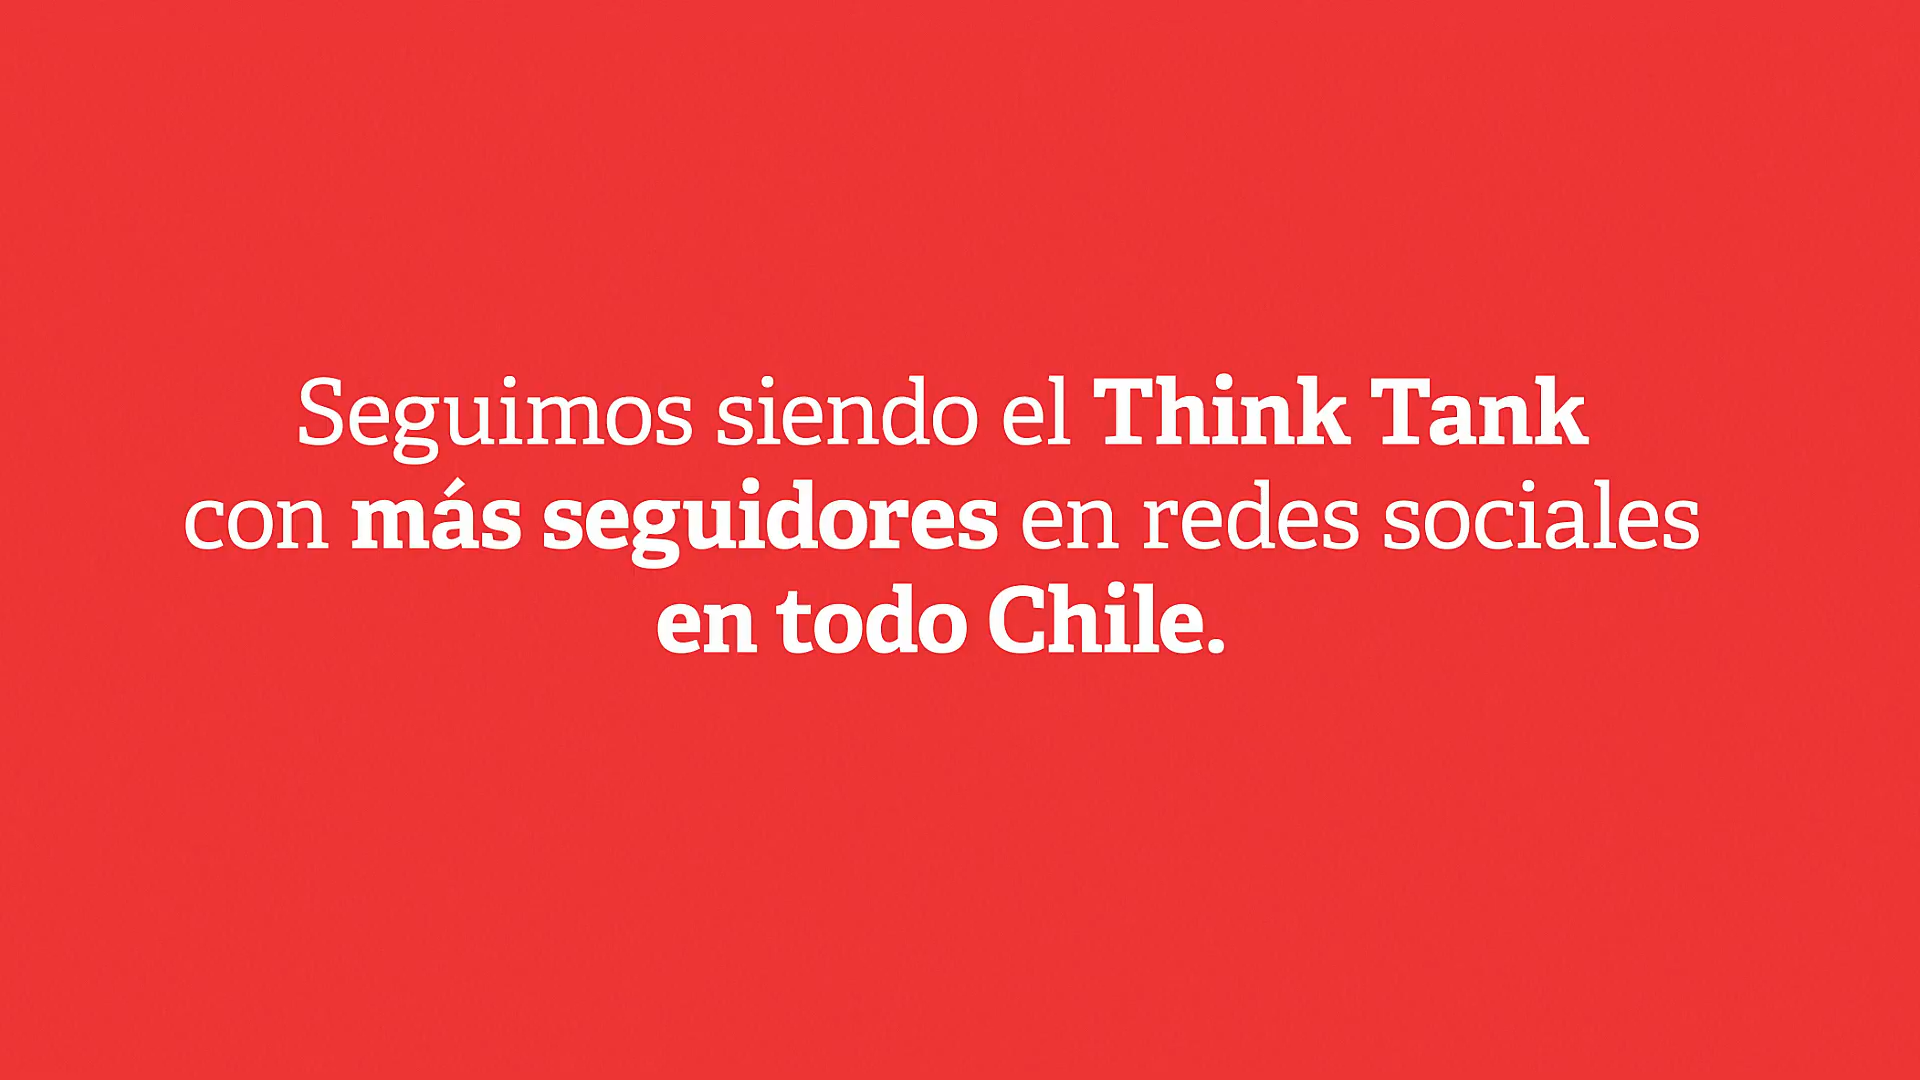 Seguimos siendo el Think Tank
con más seguidores en redes sociales
en todo Chile.